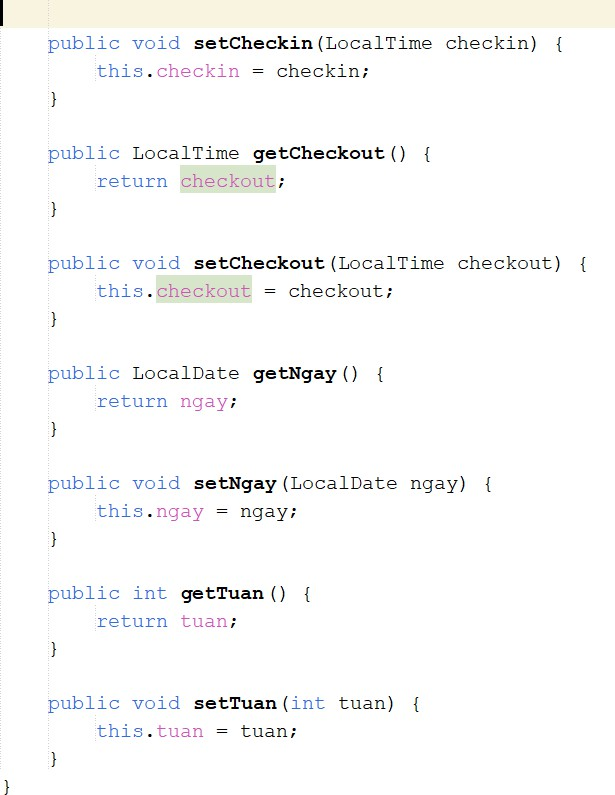 public void setCheckin(LocalTime checkin) {
this.checkin = checkin;
}
public LocalTime getCheckout() {
return checkout;
}
public void setCheckout(LocalTime checkout) {
this.checkout = checkout;
}
public LocalDate getNgay() {
return ngay;
}
public void setNgay(LocalDate ngay) {
this.ngay = ngay;
}
public int getTuan() {
return tuan;
}
public void setTuan(int tuan) {
this.tuan = tuan;
}
}